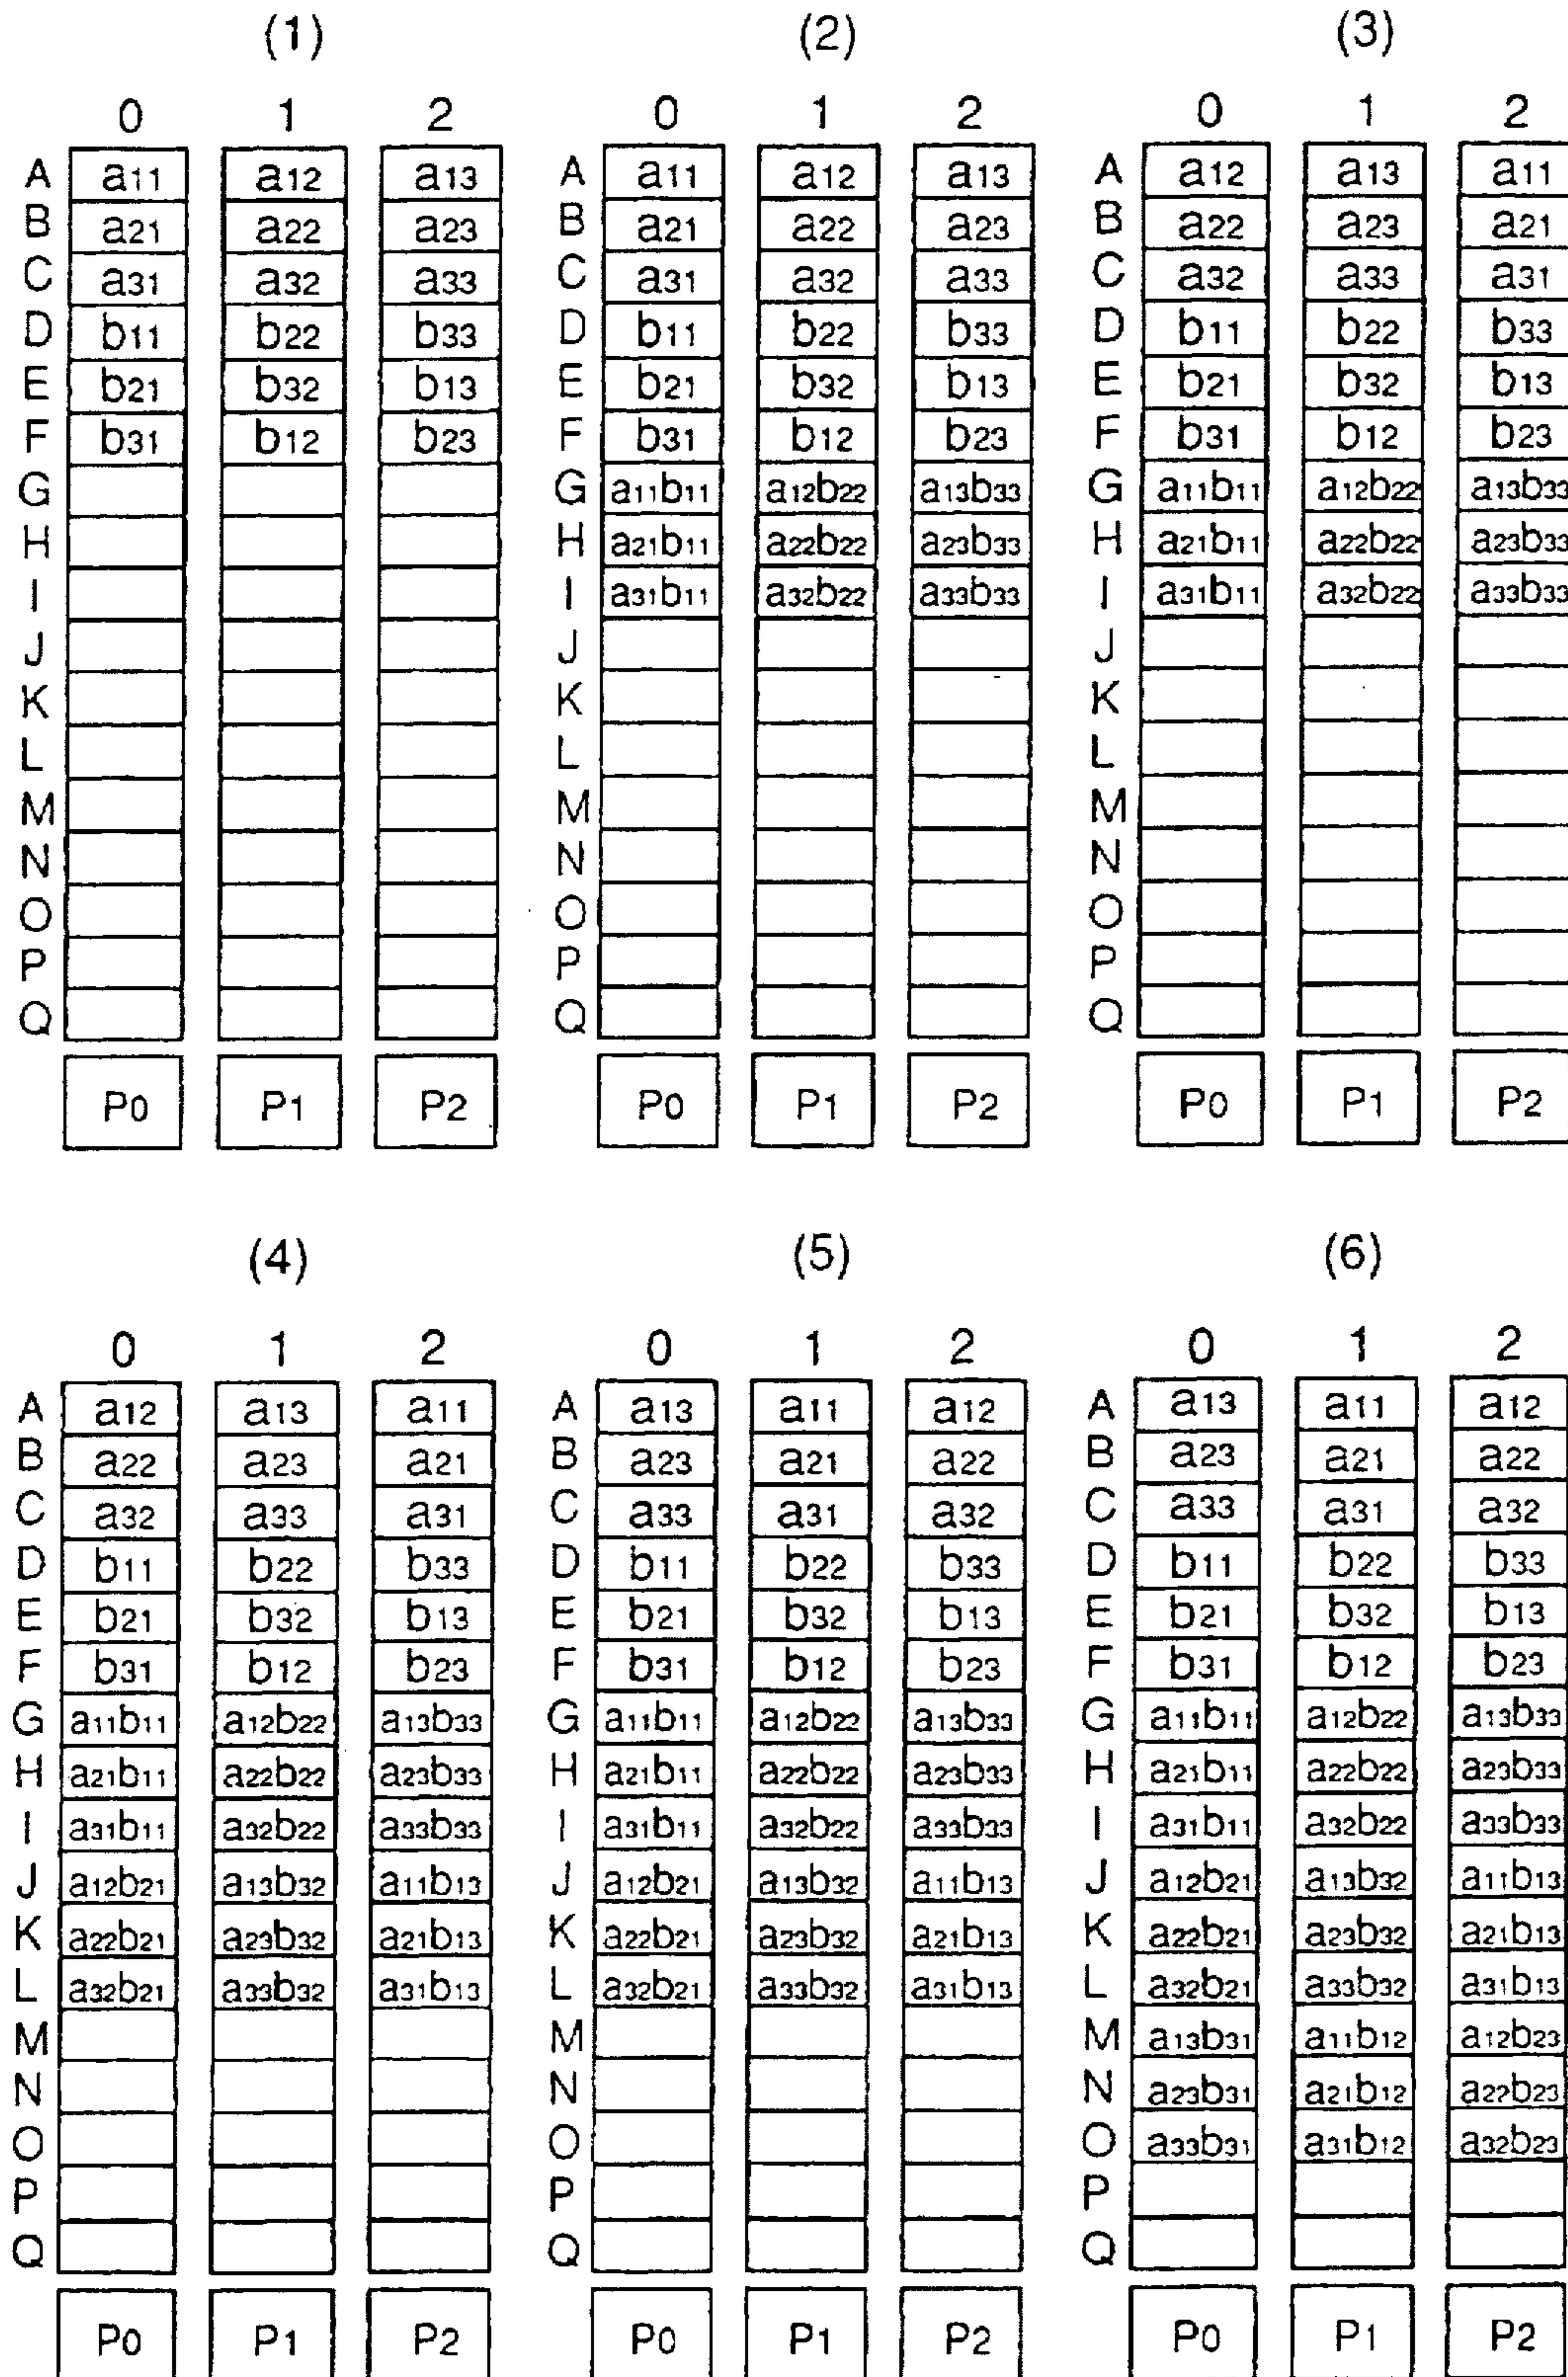 (1) (2) (3)
0 1 2 0 1 2 0 1 2
A a11 a12 a13 A a11 a12 a13 A a12 a13 a11
B a21 a22 a23 B a21 a22 a23 B a22 a23 a21
C a31 a32 a33 C a31 a32 a33 C a32 a33 a31
D b11 b22 b33 D b11 b22 b33 D b11 b22 b33
E b21 b32 b13 E b21 b32 b13 E b21 b32 b13
F b31 b12 b23 F b31 b12 b23 F b31 b12 b23
G G a11b11 a12b22 a13b33 G a11b11 a12b22 a13b33
H H a21b11 a22b22 a23b33 H a21b11 a22b22 a23b33
I I a31b11 a32b22 a33b33 I a31b11 a32b22 a33b33
J J J
K K K
L L L
M M M
N N N
O O O
P P P
Q Q Q
P0 P1 P2 P0 P1 P2 P0 P1 P2
(4) (5) (6)
0 1 2 0 1 2 0 1 2
A a12 a13 a11 A a13 a11 a12 A a13 a11 a12
B a22 a23 a21 B a23 a21 a22 B a23 a21 a22
C a32 a33 a31 C a33 a31 a32 C a33 a31 a32
D b11 b22 b33 D b11 b22 b33 D b11 b22 b33
E b21 b32 b13 E b21 b32 b13 E b21 b32 b13
F b31 b12 b23 F b31 b12 b23 F b31 b12 b23
G a11b11 a12b22 a13b33 G a11b11 a12b22 a13b33 G a11b11 a12b22 a13b33
H a21b11 a22b22 a23b33 H a21b11 a22b22 a23b33 H a21b11 a22b22 a23b33
I a31b11 a32b22 a33b33 I a31b11 a32b22 a33b33 I a31b11 a32b22 a33b33
J a12b21 a13b32 a11b13 J a12b21 a13b32 a11b13 J a12b21 a13b32 a11b13
K a22b21 a23b32 a21b13 K a22b21 a23b32 a21b13 K a22b21 a23b32 a21b13
L a32b21 a33b32 a31b13 L a32b21 a33b32 a31b13 L a32b21 a33b32 a31b13
M M M a13b31 a11b12 a12b23
N N N a23b31 a21b12 a22b23
O O O a33b31 a31b12 a32b23
P P P
Q Q Q
P0 P1 P2 P0 P1 P2 P0 P1 P2